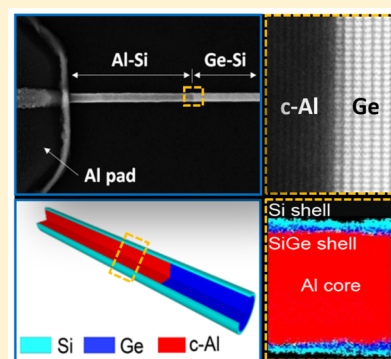 Al-Si Ge-Si
Al pad
c-Al Ge
Si Ge c-Al
Si shell
SiGe shell
Al core